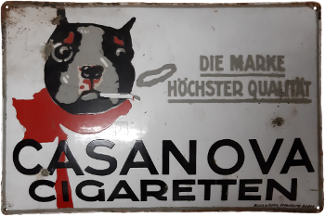 DIE MARKE
HÖCHSTER QUALITÄT
CASANOVA
CIGARETTEN